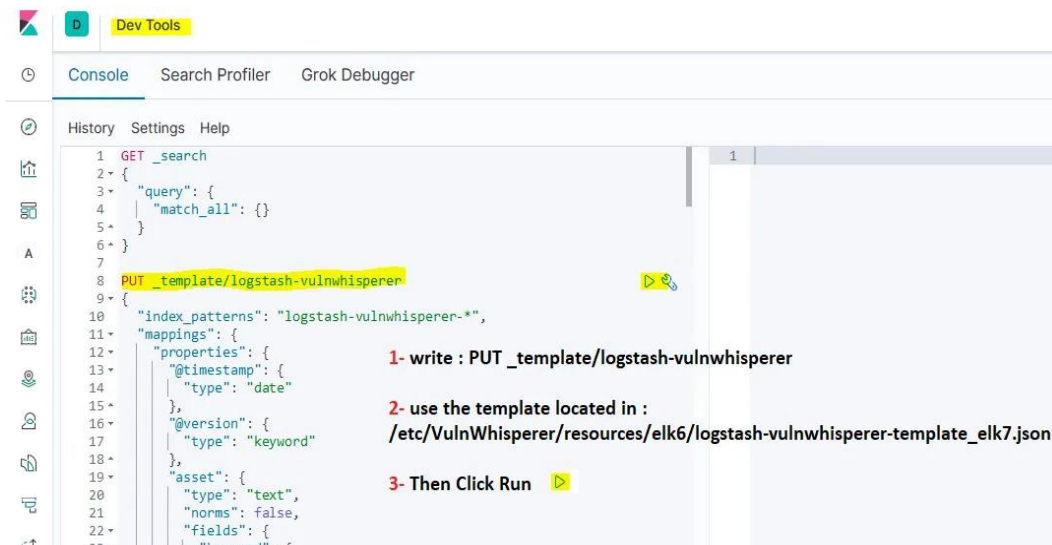 D Dev Tools
Console Search Profiler Grok Debugger
History Settings Help
1 GET _search
2 {
3 "query": {
4 "match_all": {}
5 }
6 }
7
8 PUT _template/logstash-vulnwhisperer
9 {
10 "index_patterns": "logstash-vulnwhisperer-*",
11 "mappings": {
12 "properties": {
13 "@timestamp": {
14 "type": "date"
15 },
16 "@version": {
17 "type": "keyword"
18 },
19 "asset": {
20 "type": "text",
21 "norms": false,
22 "fields": {
1
1- write : PUT _template/logstash-vulnwhisperer
2- use the template located in :
/etc/VulnWhisperer/resources/elk6/logstash-vulnwhisperer-template_elk7.json
3- Then Click Run
A